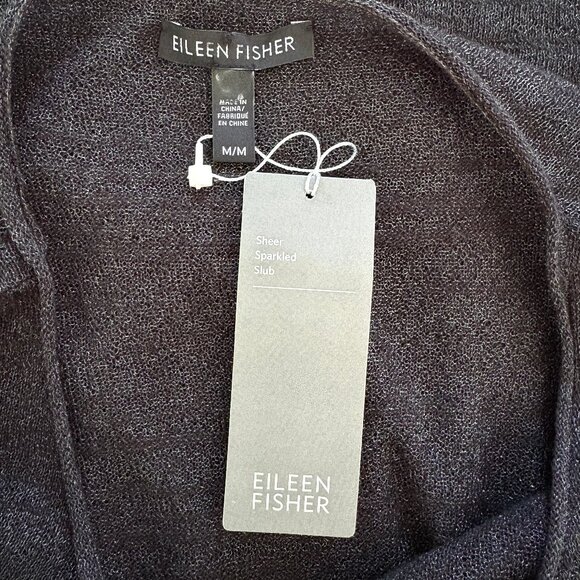 EILEEN FISHER
MADE IN
CHINA/
FABRIQUÉ
EN CHINE
M/M
Sheer
Sparkled
Slub
EILEEN
FISHER